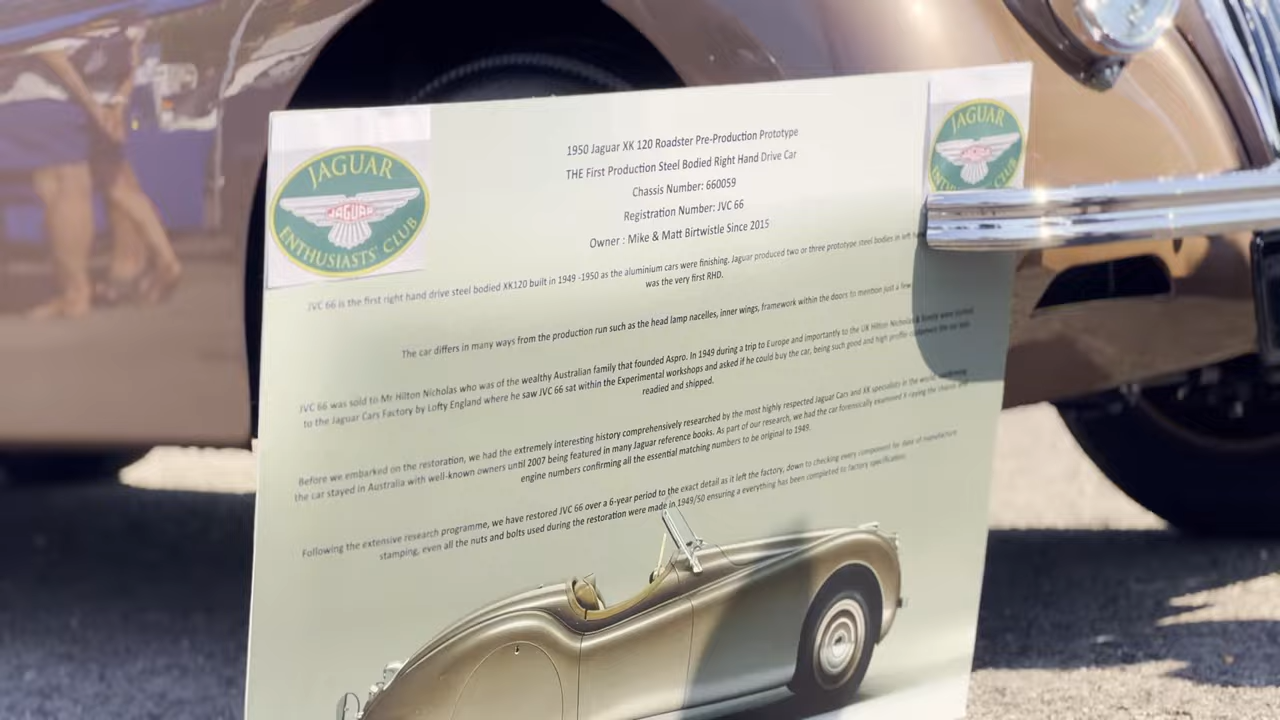 JAGUAR
JAGUAR
ENTHUSIASTS' CLUB
JAGUAR
1950 Jaguar XK 120 Roadster Pre-Production Prototype
THE First Production Steel Bodied Right Hand Drive Car
Chassis Number: 660059
Registration Number: JVC 66
Owner : Mike & Matt Birtwistle Since 2015
JVC 66 is the first right hand drive steel bodied XK120 built in 1949 -1950 as the aluminium cars were finishing. Jaguar produced two or three prototype steel bodies in left
was the very first RHD.
The car differs in many ways from the production run such as the head lamp nacelles, inner wings, framework within the doors to mention just a few
JVC 66 was sold to Mr Hilton Nicholas who was of the wealthy Australian family that founded Aspro. In 1949 during a trip to Europe and importantly to the UK Hilton Nicholas & family were
to the Jaguar Cars Factory by Lofty England where he saw JVC 66 sat within the Experimental workshops and asked if he could buy the car, being such good and high profile customers the car was
readied and shipped.
Before we embarked on the restoration, we had the extremely interesting history comprehensively researched by the most highly respected Jaguar Cars and XK specialists in the world confirming
the car stayed in Australia with well-known owners until 2007 being featured in many Jaguar reference books. As part of our research, we had the car forensically examined X raying the chassis and
engine numbers confirming all the essential matching numbers to be original to 1949.
Following the extensive research programme, we have restored JVC 66 over a 6-year period to the exact detail as it left the factory, down to checking every component for date of manufacture
stamping, even all the nuts and bolts used during the restoration were made in 1949/50 ensuring a everything has been completed to factory specification.